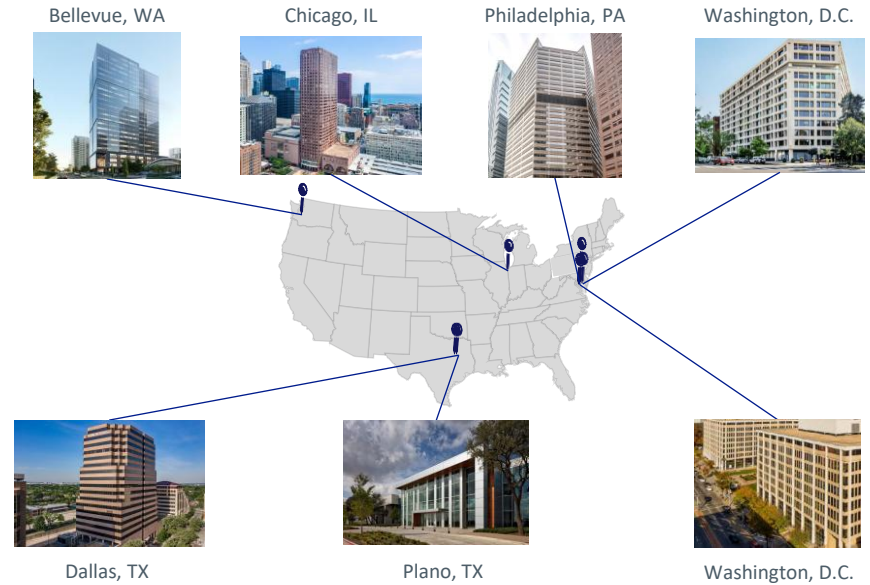 Bellevue, WA
Chicago, IL
Philadelphia, PA
Washington, D.C.
Dallas, TX
Plano, TX
Washington, D.C.